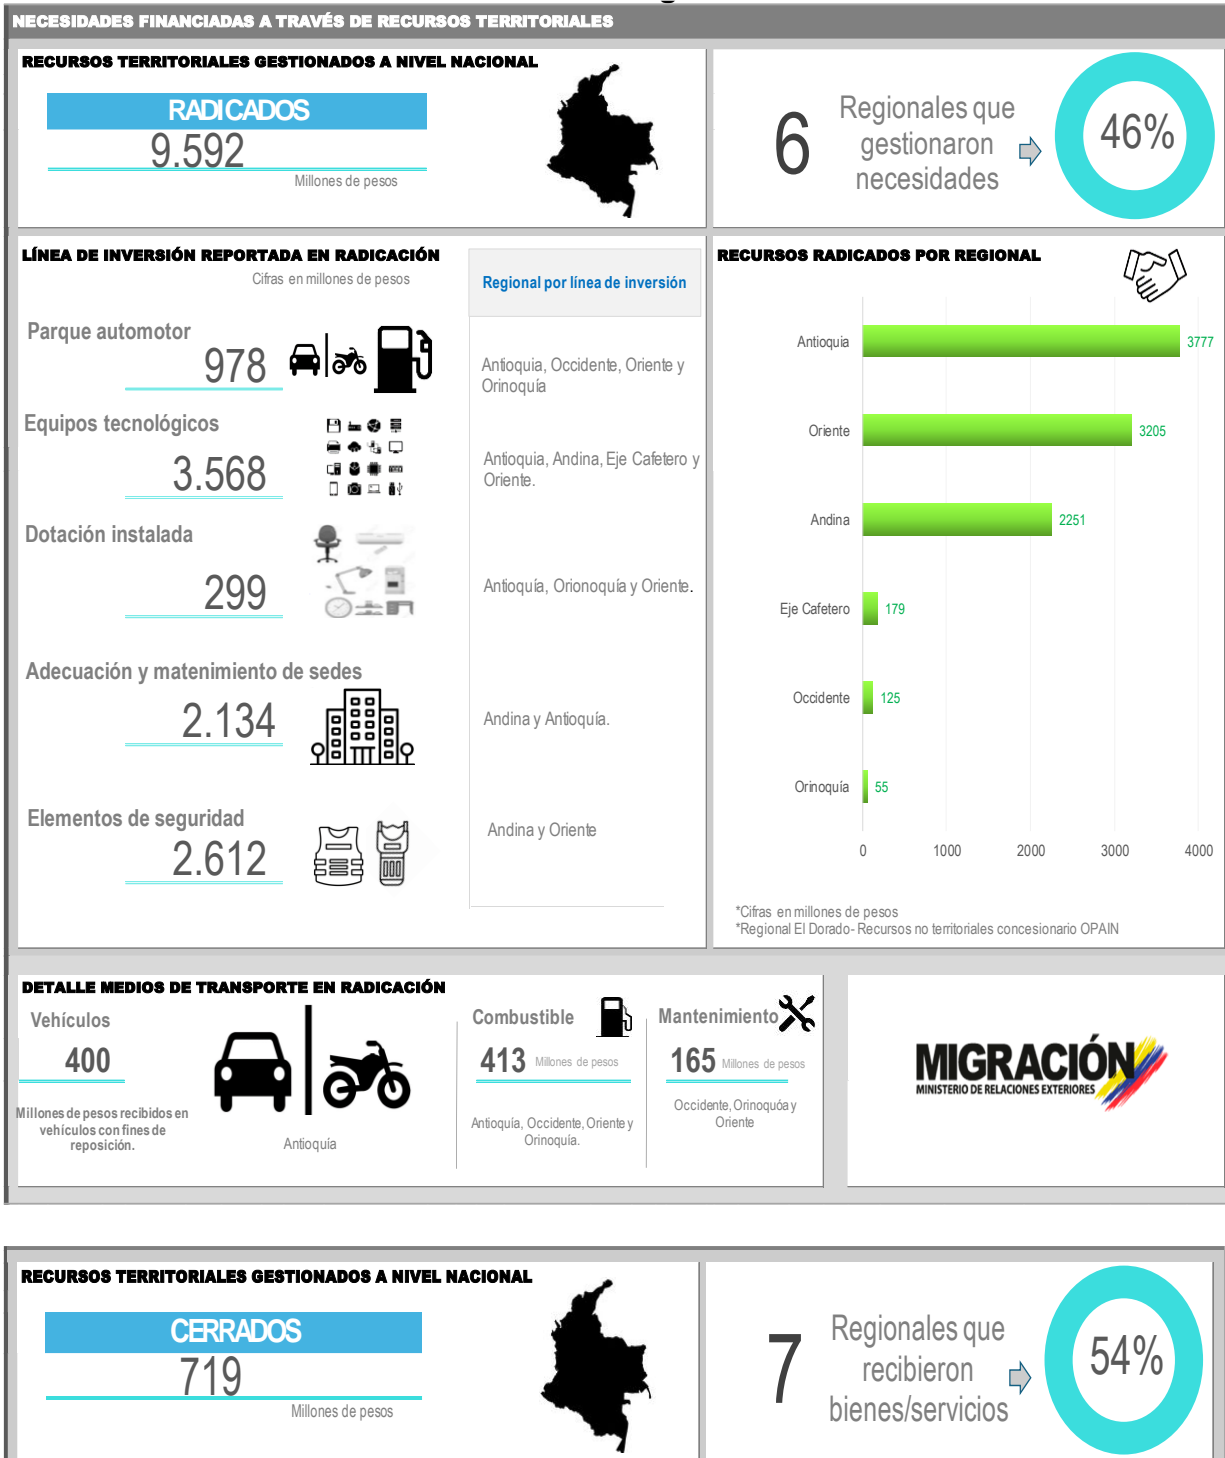 NECESIDADES FINANCIADAS A TRAVÉS DE RECURSOS TERRITORIALES
RECURSOS TERRITORIALES GESTIONADOS A NIVEL NACIONAL
RADICADOS
9.592
Millones de pesos
6
Regionales que
gestionaron
necesidades
46%
LÍNEA DE INVERSIÓN REPORTADA EN RADICACIÓN
Cifras en millones de pesos
Regional por línea de inversión
Parque automotor
978
Antioquia, Occidente, Oriente y
Orinoquía
Equipos tecnológicos
3.568
Antioquia, Andina, Eje Cafetero y
Oriente.
Dotación instalada
299
Antioquía, Orionoquía y Oriente.
Adecuación y matenimiento de sedes
2.134
Andina y Antioquía.
Elementos de seguridad
2.612
Andina y Oriente
RECURSOS RADICADOS POR REGIONAL
Antioquia 3777
Oriente 3205
Andina 2251
Eje Cafetero 179
Occidente 125
Orinoquía 55
0 1000 2000 3000 4000
*Cifras en millones de pesos
*Regional El Dorado- Recursos no territoriales concesionario OPAIN
DETALLE MEDIOS DE TRANSPORTE EN RADICACIÓN
Vehículos
400
Millones de pesos recibidos en
vehículos con fines de
reposición.
Antioquía
Combustible
413 Millones de pesos
Antioquía, Occidente, Oriente y
Orinoquía.
Mantenimiento
165 Millones de pesos
Occidente, Orinoquóa y
Oriente
MIGRACIÓN
MINISTERIO DE RELACIONES EXTERIORES
RECURSOS TERRITORIALES GESTIONADOS A NIVEL NACIONAL
CERRADOS
719
Millones de pesos
7
Regionales que
recibieron
bienes/servicios
54%